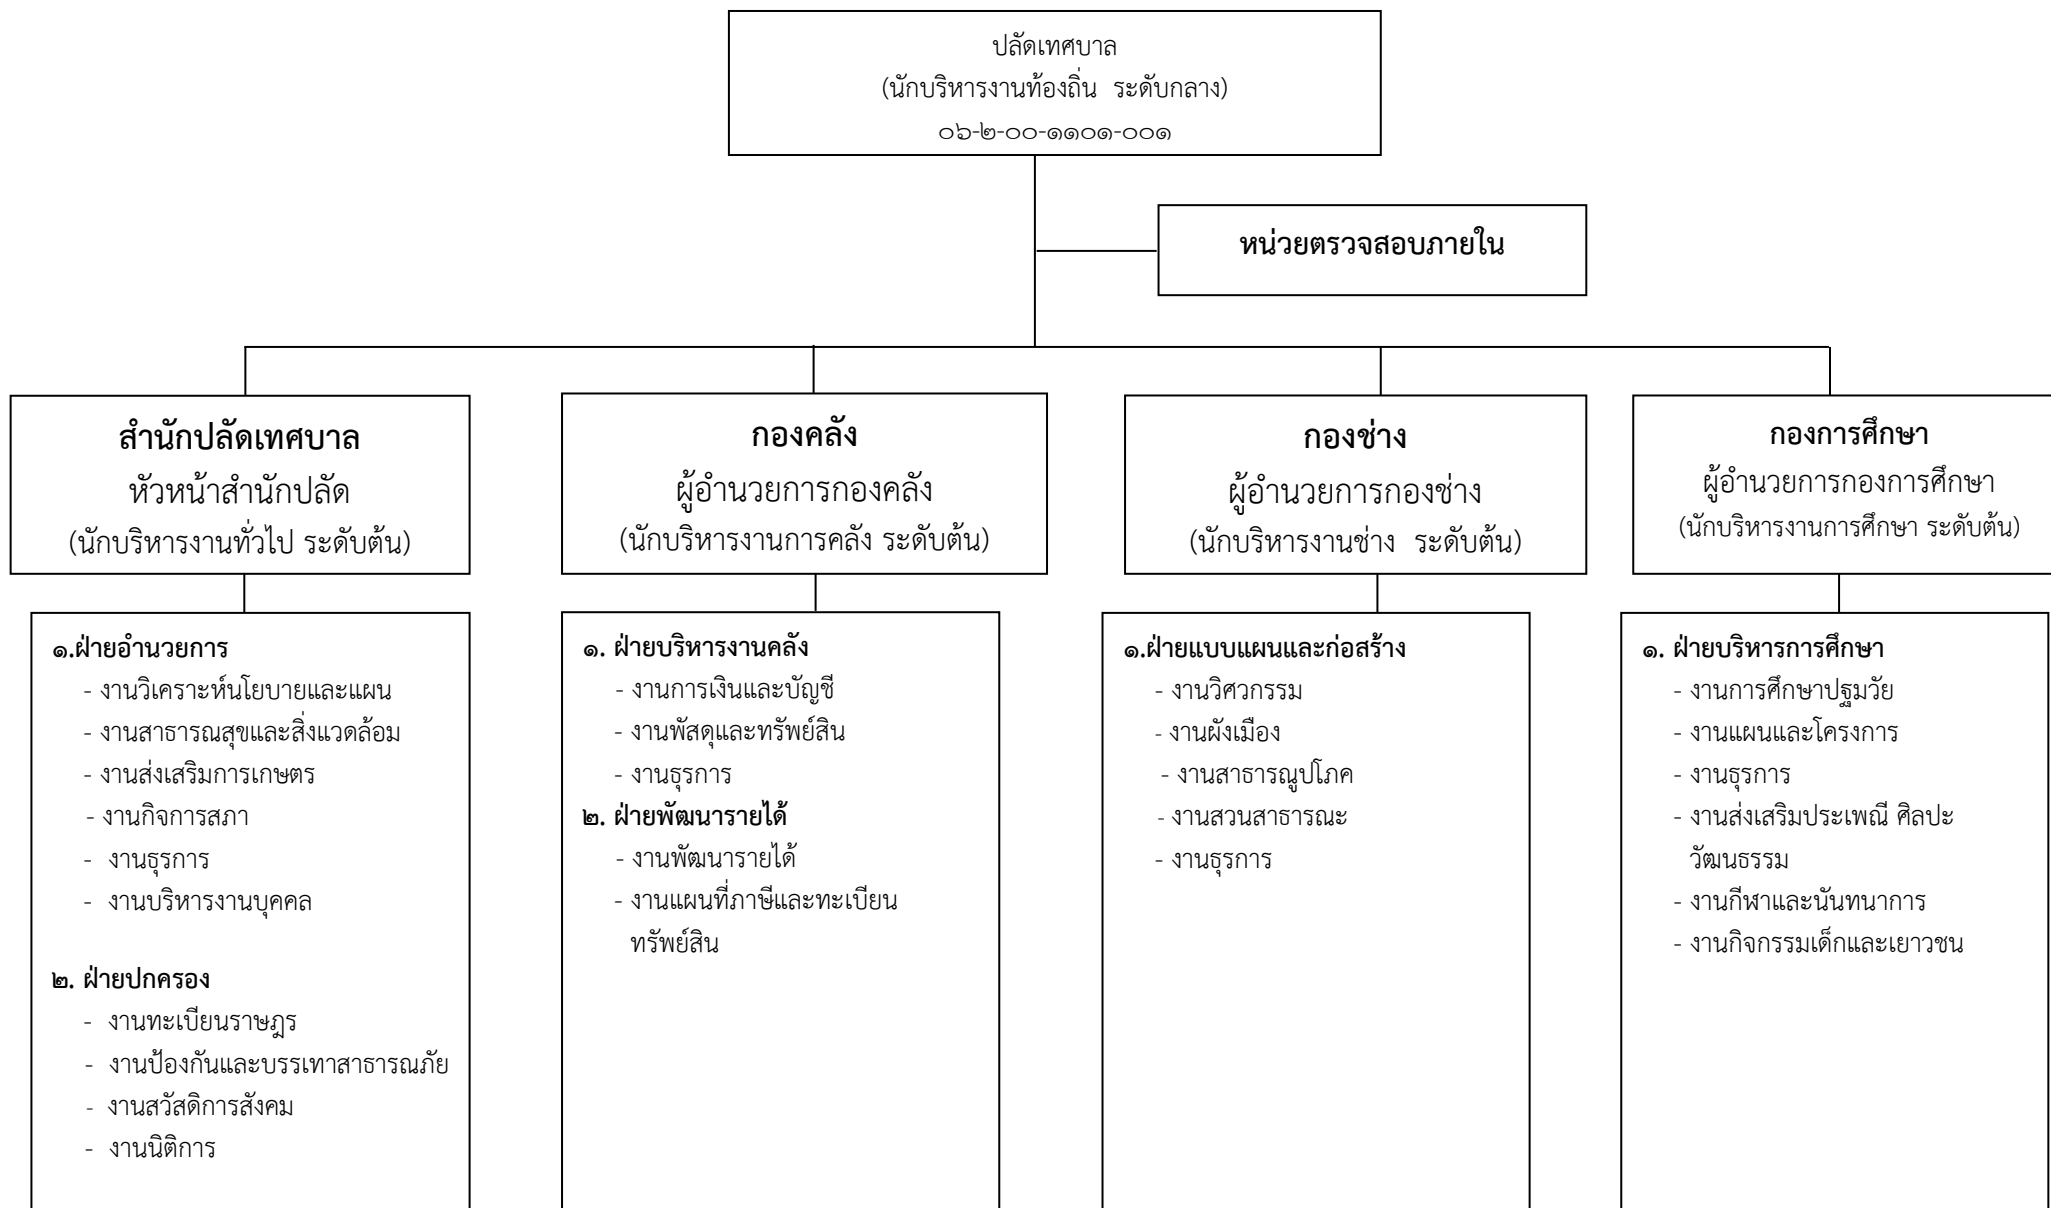 ปลัดเทศบาล
(นักบริหารงานท้องถิ่น ระดับกลาง)
๐๖-๒-๐๐-๑๑๐๑-๐๐๑
หน่วยตรวจสอบภายใน
สำนักปลัดเทศบาล
หัวหน้าสำนักปลัด
(นักบริหารงานทั่วไป ระดับต้น)
กองคลัง
ผู้อำนวยการกองคลัง
(นักบริหารงานการคลัง ระดับต้น)
กองช่าง
ผู้อำนวยการกองช่าง
(นักบริหารงานช่าง ระดับต้น)
กองการศึกษา
ผู้อำนวยการกองการศึกษา
(นักบริหารงานการศึกษา ระดับต้น)
๑.ฝ่ายอำนวยการ
- งานวิเคราะห์นโยบายและแผน
- งานสาธารณสุขและสิ่งแวดล้อม
- งานส่งเสริมการเกษตร
- งานกิจการสภา
- งานธุรการ
- งานบริหารงานบุคคล
๒. ฝ่ายปกครอง
- งานทะเบียนราษฎร
- งานป้องกันและบรรเทาสาธารณภัย
- งานสวัสดิการสังคม
- งานนิติการ
๑. ฝ่ายบริหารงานคลัง
- งานการเงินและบัญชี
- งานพัสดุและทรัพย์สิน
- งานธุรการ
๒. ฝ่ายพัฒนารายได้
- งานพัฒนารายได้
- งานแผนที่ภาษีและทะเบียน
ทรัพย์สิน
๑.ฝ่ายแบบแผนและก่อสร้าง
- งานวิศวกรรม
- งานผังเมือง
- งานสาธารณูปโภค
- งานสวนสาธารณะ
- งานธุรการ
๑. ฝ่ายบริหารการศึกษา
- งานการศึกษาปฐมวัย
- งานแผนและโครงการ
- งานธุรการ
- งานส่งเสริมประเพณี ศิลปะ
วัฒนธรรม
- งานกีฬาและนันทนาการ
- งานกิจกรรมเด็กและเยาวชน